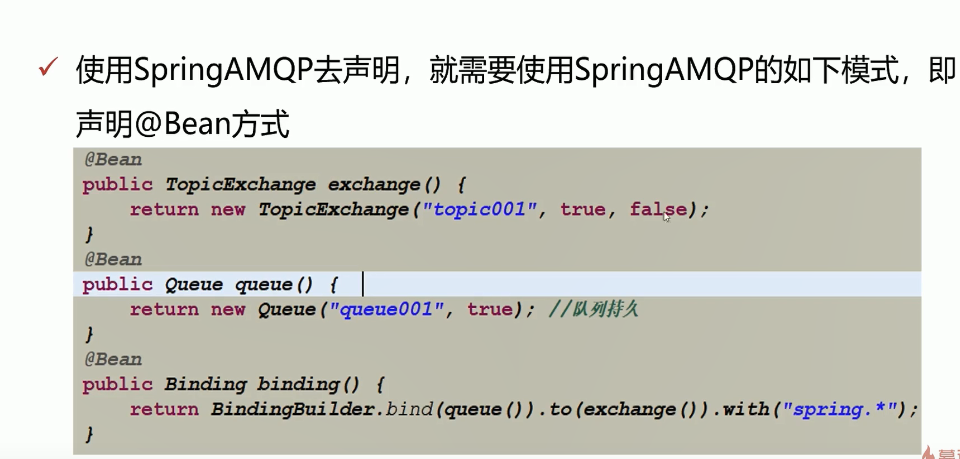 ✓ 使用SpringAMQP去声明，就需要使用SpringAMQP的如下模式，即
声明@Bean方式
@Bean
public TopicExchange exchange() {
    return new TopicExchange("topic001", true, false);
}
@Bean
public Queue queue() {
    return new Queue("queue001", true); //队列持久
}
@Bean
public Binding binding() {
    return BindingBuilder.bind(queue()).to(exchange()).with("spring.*");
}